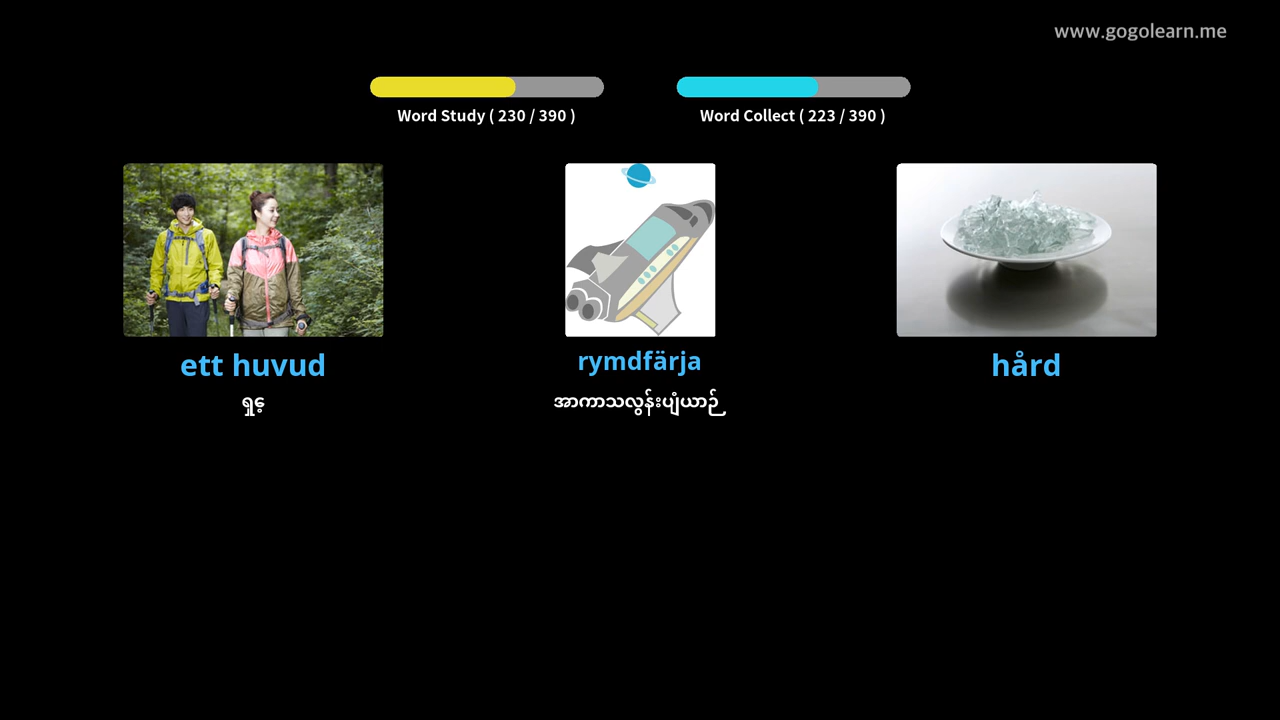 www.gogolearn.me
Word Study ( 230 / 390 )
Word Collect ( 223 / 390 )
ett huvud
ရှေ့
rymdfärja
အာကာသလွန်းပျံယာဉ်
hård